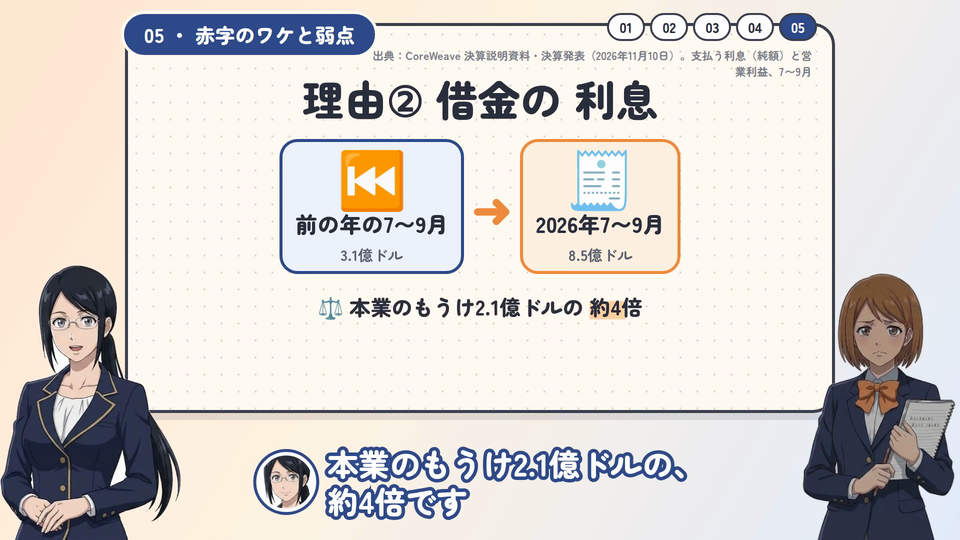 05 ・ 赤字のワケと弱点
01 02 03 04 05
出典：CoreWeave 決算説明資料・決算発表（2026年11月10日）。支払う利息（純額）と営
業利益、7〜9月
理由② 借金の 利息
前の年の7〜9月
3.1億ドル
2026年7〜9月
8.5億ドル
本業のもうけ2.1億ドルの 約4倍
本業のもうけ2.1億ドルの、
約4倍です